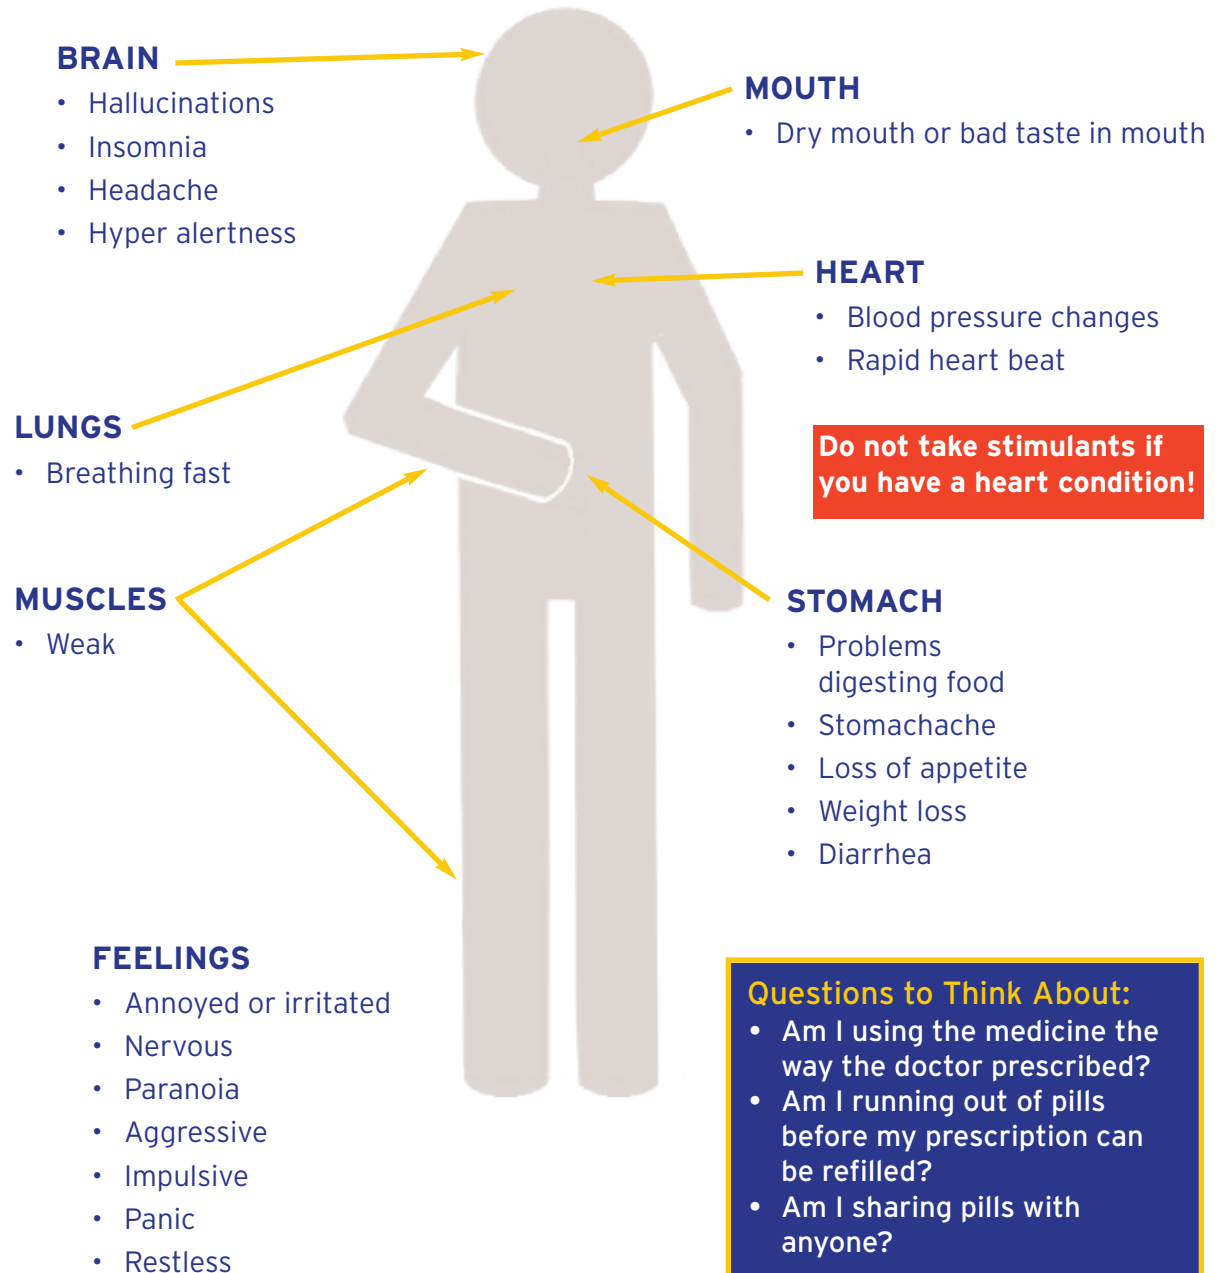 BRAIN
• Hallucinations
• Insomnia
• Headache
• Hyper alertness
MOUTH
• Dry mouth or bad taste in mouth
HEART
• Blood pressure changes
• Rapid heart beat
LUNGS
• Breathing fast
Do not take stimulants if
you have a heart condition!
MUSCLES
• Weak
STOMACH
• Problems
digesting food
• Stomachache
• Loss of appetite
• Weight loss
• Diarrhea
FEELINGS
• Annoyed or irritated
• Nervous
• Paranoia
• Aggressive
• Impulsive
• Panic
• Restless
Questions to Think About:
• Am I using the medicine the
way the doctor prescribed?
• Am I running out of pills
before my prescription can
be refilled?
• Am I sharing pills with
anyone?